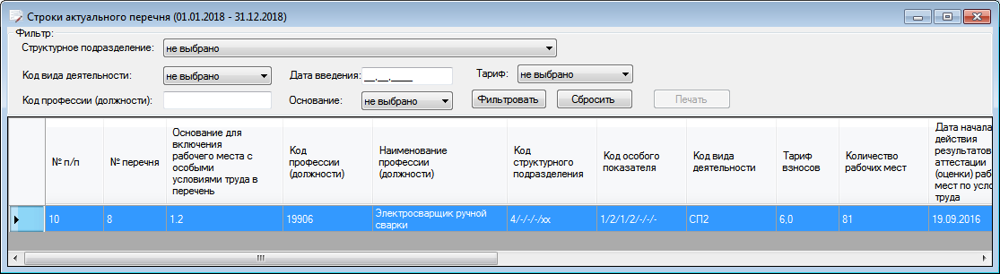 Строки актуального перечня (01.01.2018 - 31.12.2018)
Фильтр:
Структурное подразделение: не выбрано
Код вида деятельности: не выбрано Дата введения: __.__.____ Тариф: не выбрано
Код профессии (должности): Основание: не выбрано Фильтровать Сбросить Печать
№ п/п
№ перечня
Основание для
включения
рабочего места с
особыми
условиями труда в
перечень
Код
профессии
(должности)
Наименование
профессии
(должности)
Код
структурного
подразделения
Код особого
показателя
Код вида
деятельности
Тариф
взносов
Количество
рабочих мест
Дата начала
действия
результатов
аттестации
(оценки) раб
мест по усло
труда
10 8 1.2 19906 Электросварщик ручной
сварки
4/-/-/-/xx 1/2/1/2/-/-/- СП2 6,0 81 19.09.2016